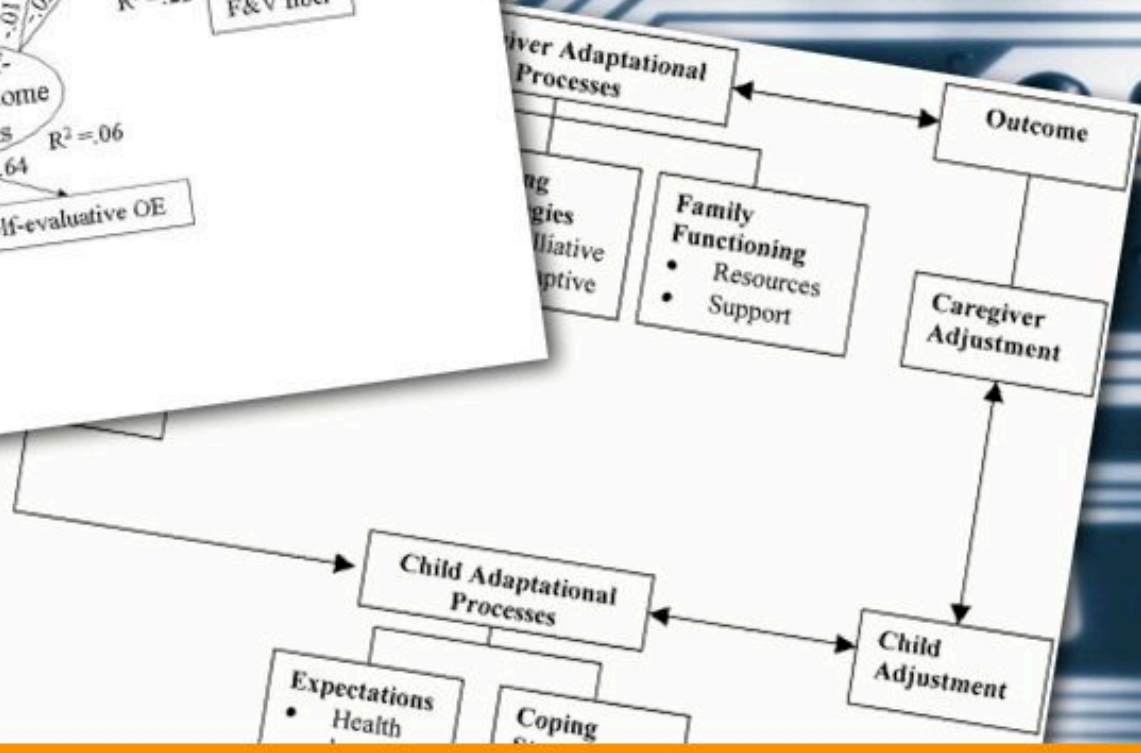 F&V fiber
ome
R² =.06
.64
lf-evaluative OE
iver Adaptational
Processes
Outcome
ng
gies
lliative
ptive
Family
Functioning
• Resources
• Support
Caregiver
Adjustment
Child Adaptational
Processes
Child
Adjustment
Expectations
• Health
Coping